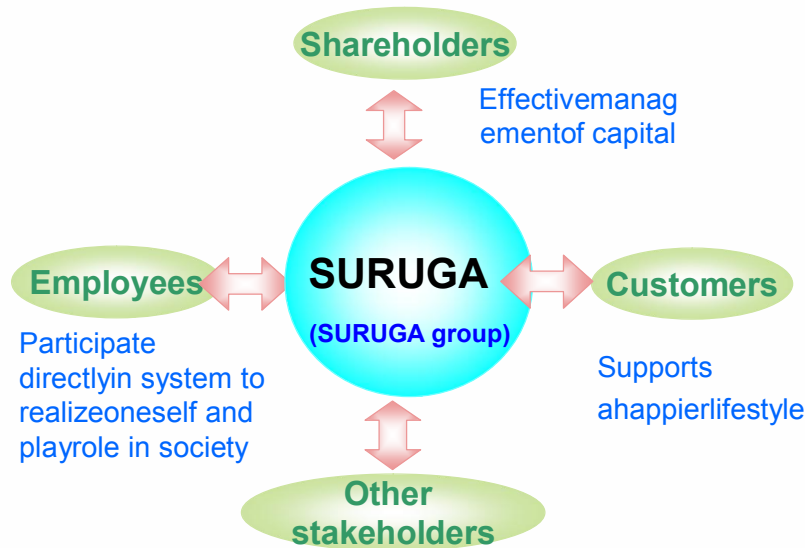 Shareholders
Effectivemanag
ementof capital
SURUGA
(SURUGA group)
Employees
Customers
Participate
directlyin system to
realizeoneself and
playrole in society
Supports
ahappierlifestyle
Other
stakeholders